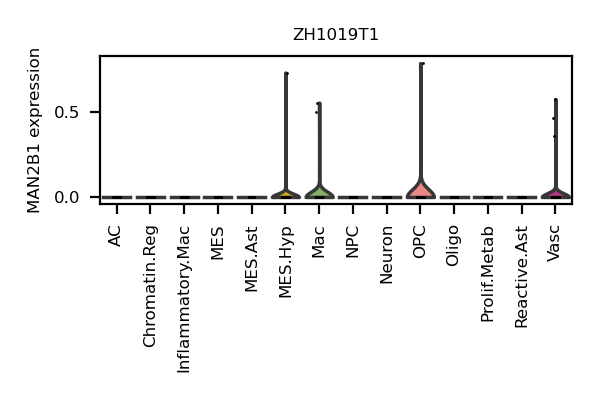 ZH1019T1
MAN2B1 expression
0.5
0.0
AC
Chromatin.Reg
Inflammatory.Mac
MES
MES.Ast
MES.Hyp
Mac
NPC
Neuron
OPC
Oligo
Prolif.Metab
Reactive.Ast
Vasc